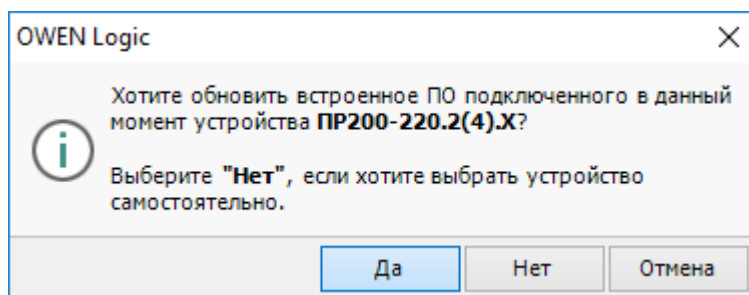 OWEN Logic
Хотите обновить встроенное ПО подключенного в данный
момент устройства ПР200-220.2(4).X?
Выберите "Нет", если хотите выбрать устройство
самостоятельно.
Да Нет Отмена